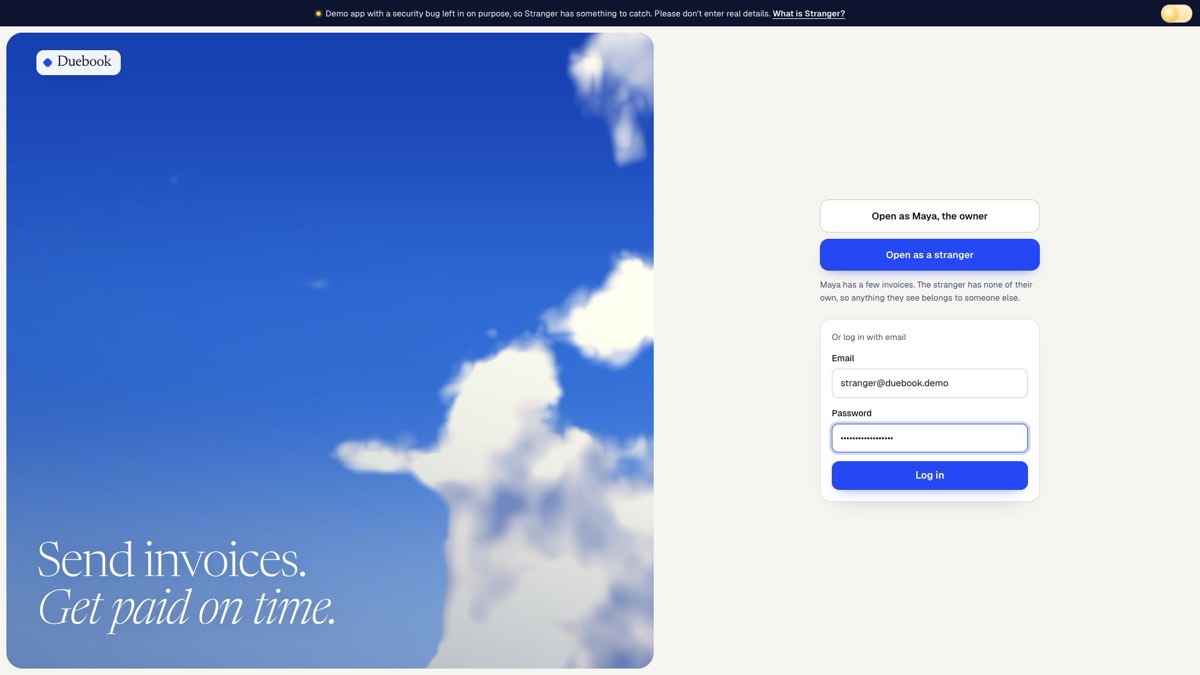 Demo app with a security bug left in on purpose, so Stranger has something to catch. Please don't enter real details. What is Stranger?
Duebook
Send invoices.
Get paid on time.
Open as Maya, the owner
Open as a stranger
Maya has a few invoices. The stranger has none of their
own, so anything they see belongs to someone else.
Or log in with email
Email
stranger@duebook.demo
Password
••••••••••••••••••
Log in